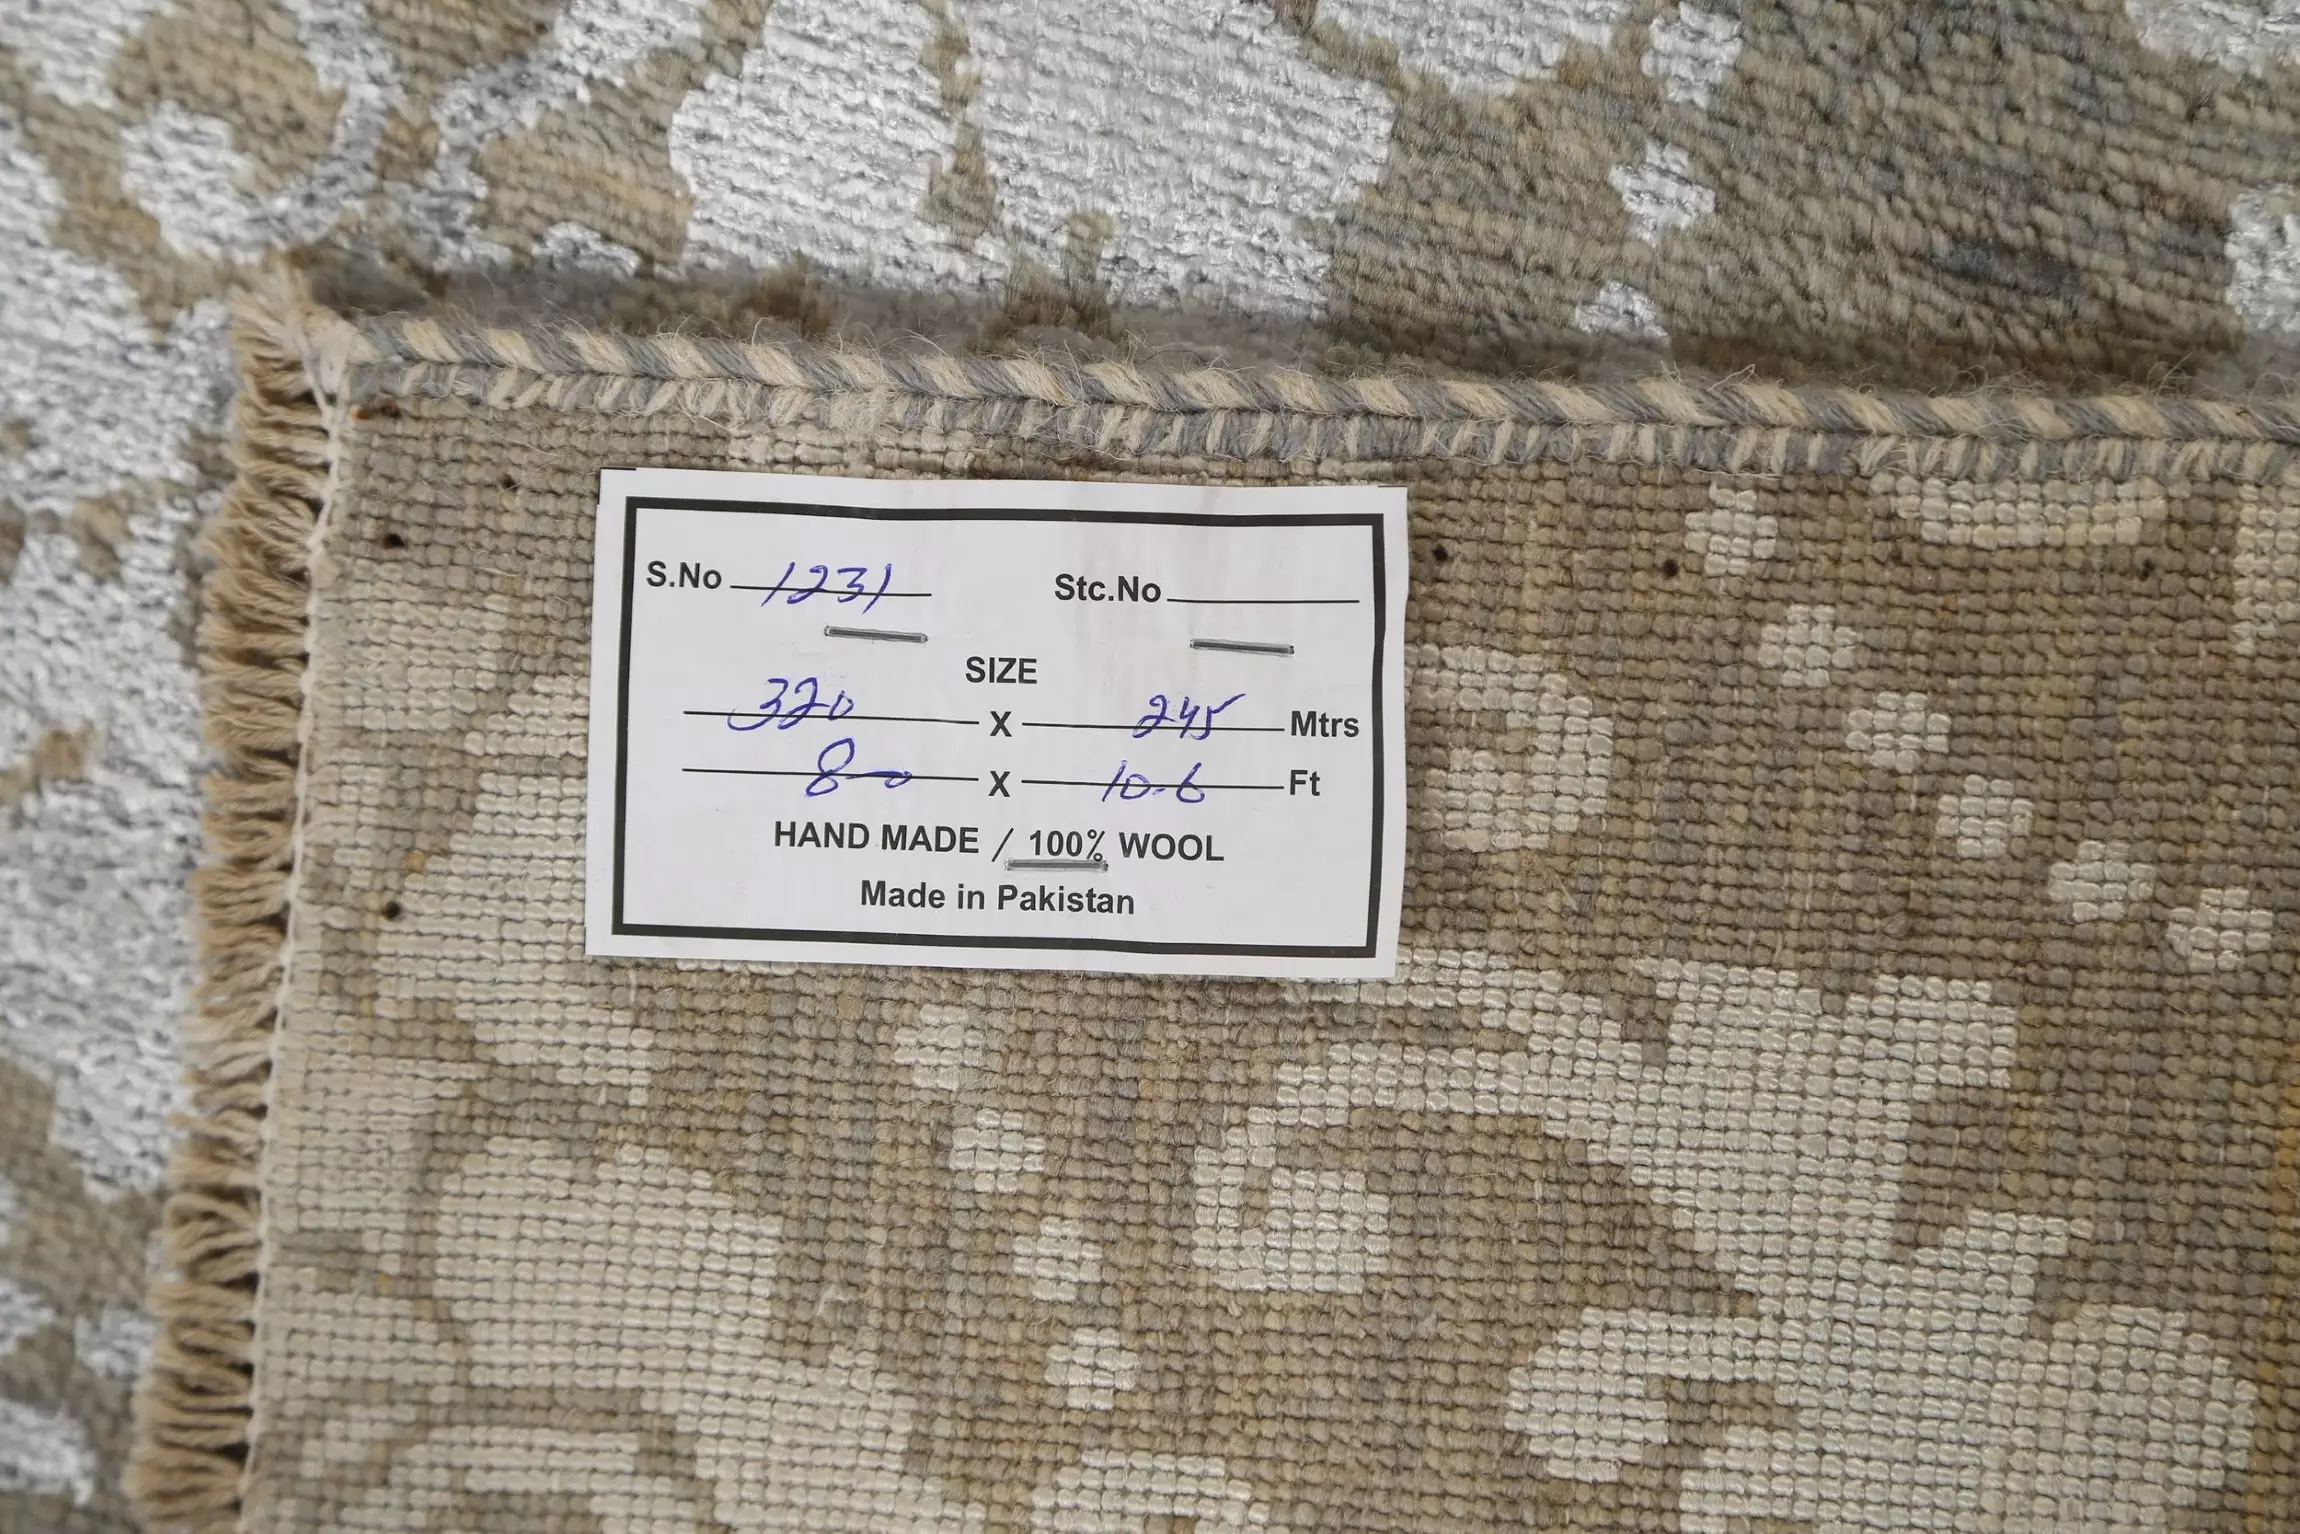 S.No 1231 Stc.No
SIZE
320 X 245 Mtrs
8-0 X 10.6 Ft
HAND MADE / 100% WOOL
Made in Pakistan